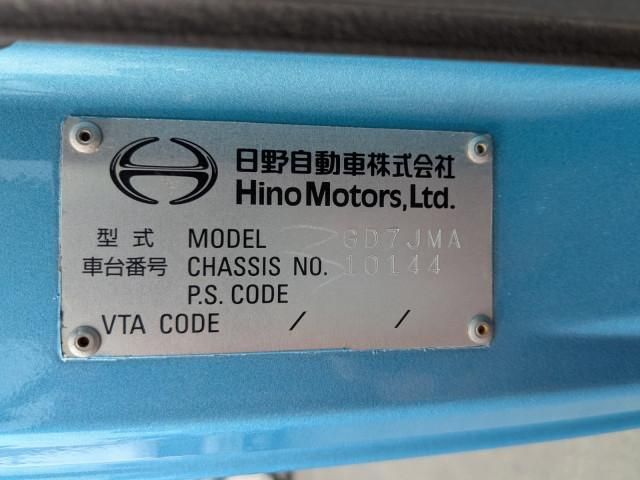 日野自動車株式会社
Hino Motors, Ltd.
型式 MODEL GD7JMA
車台番号 CHASSIS NO. 10144
P.S. CODE
VTA CODE / /